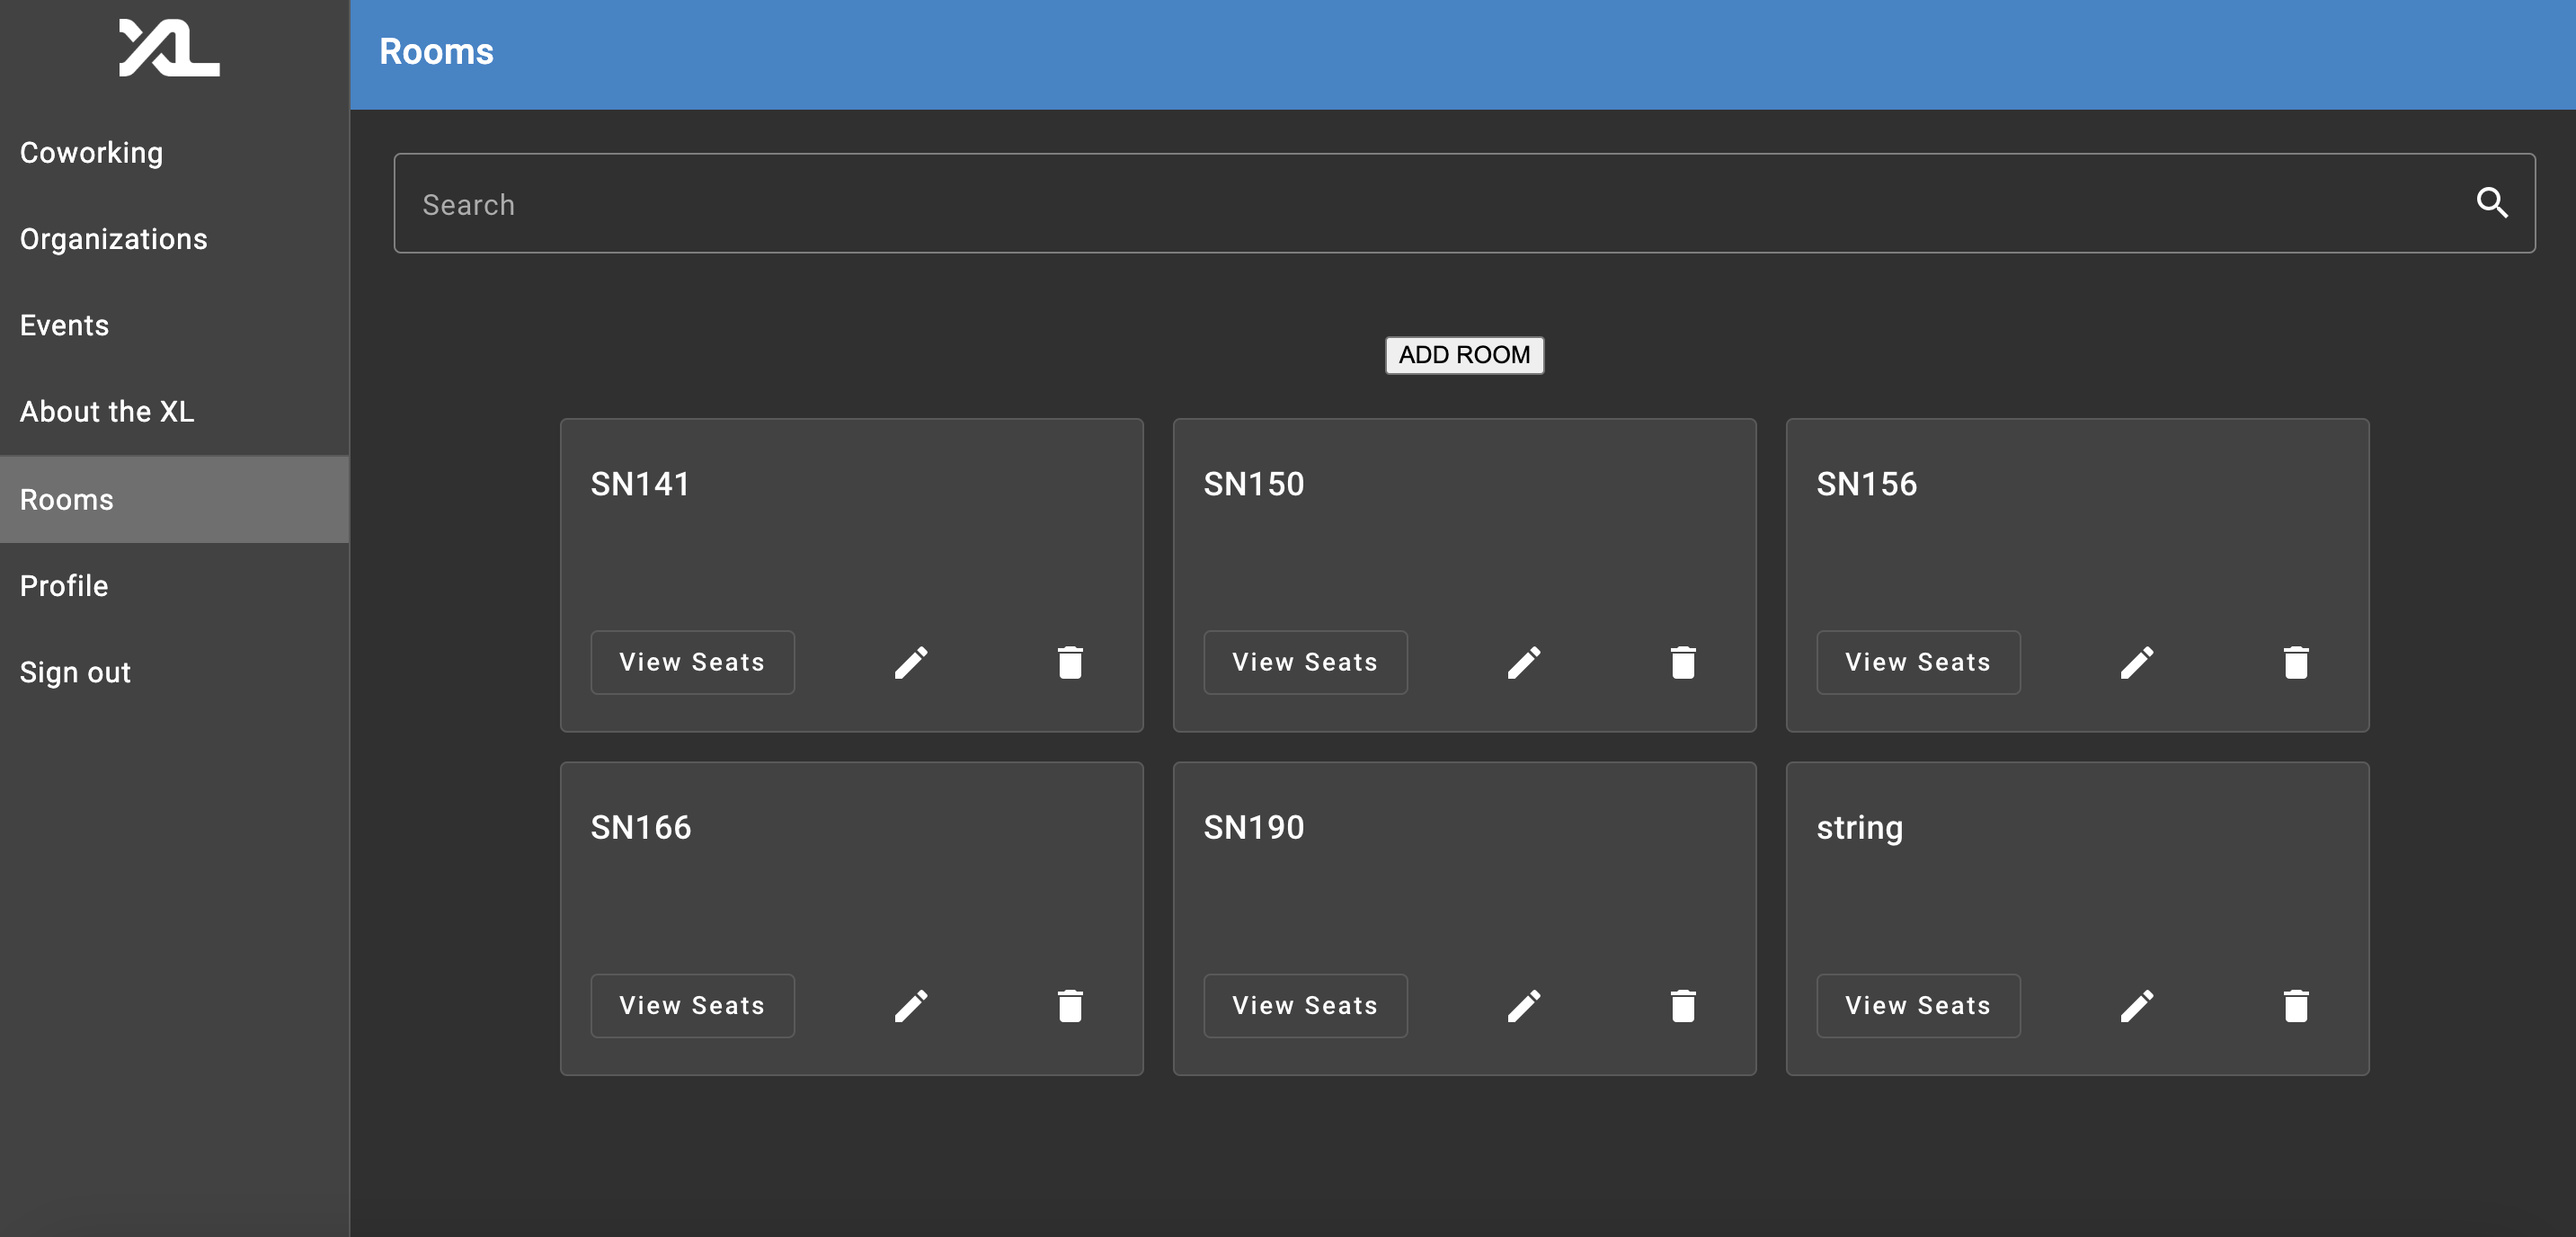 XL
Coworking
Organizations
Events
About the XL
Rooms
Profile
Sign out
Rooms
Search
ADD ROOM
SN141
View Seats
SN150
View Seats
SN156
View Seats
SN166
View Seats
SN190
View Seats
string
View Seats